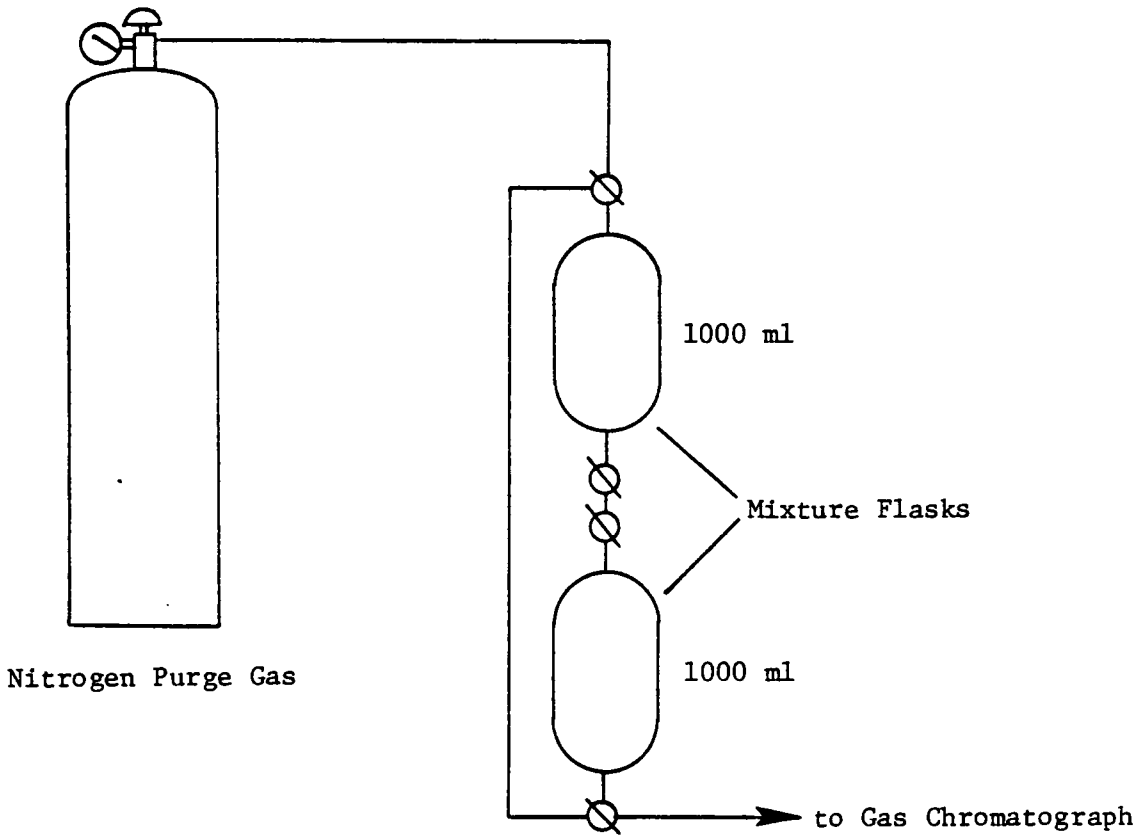 1000 ml
Mixture Flasks
Nitrogen Purge Gas
1000 ml
to Gas Chromatograph